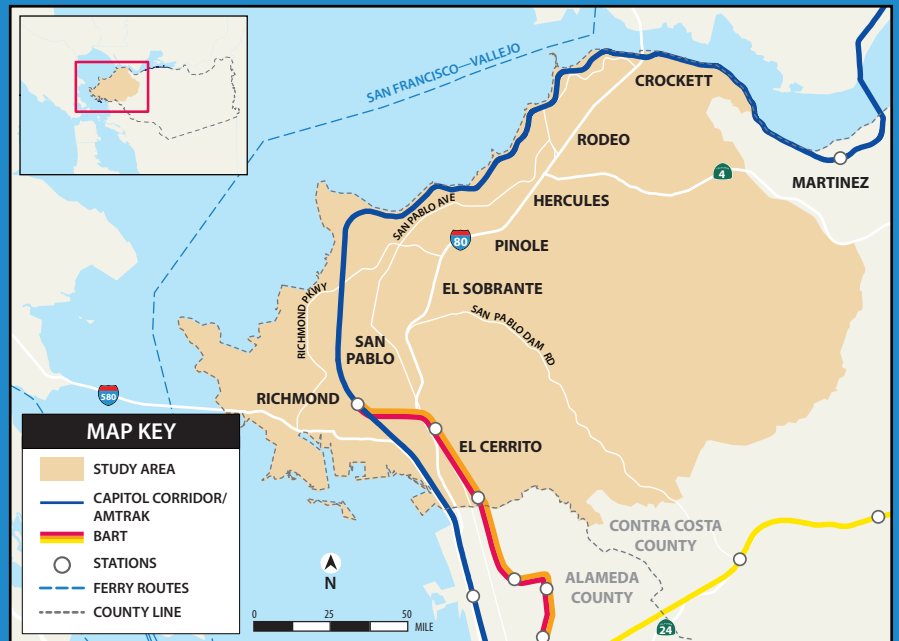 SAN FRANCISCO—VALLEJO
CROCKETT
RODEO
4
MARTINEZ
HERCULES
SAN PABLO AVE
80
PINOLE
EL SOBRANTE
RICHMOND PKWY
SAN PABLO DAM RD
SAN
PABLO
580
RICHMOND
EL CERRITO
MAP KEY
STUDY AREA
CAPITOL CORRIDOR/
AMTRAK
BART
STATIONS
FERRY ROUTES
COUNTY LINE
N
0 25 50
MILE
CONTRA COSTA
COUNTY
ALAMEDA
COUNTY
24